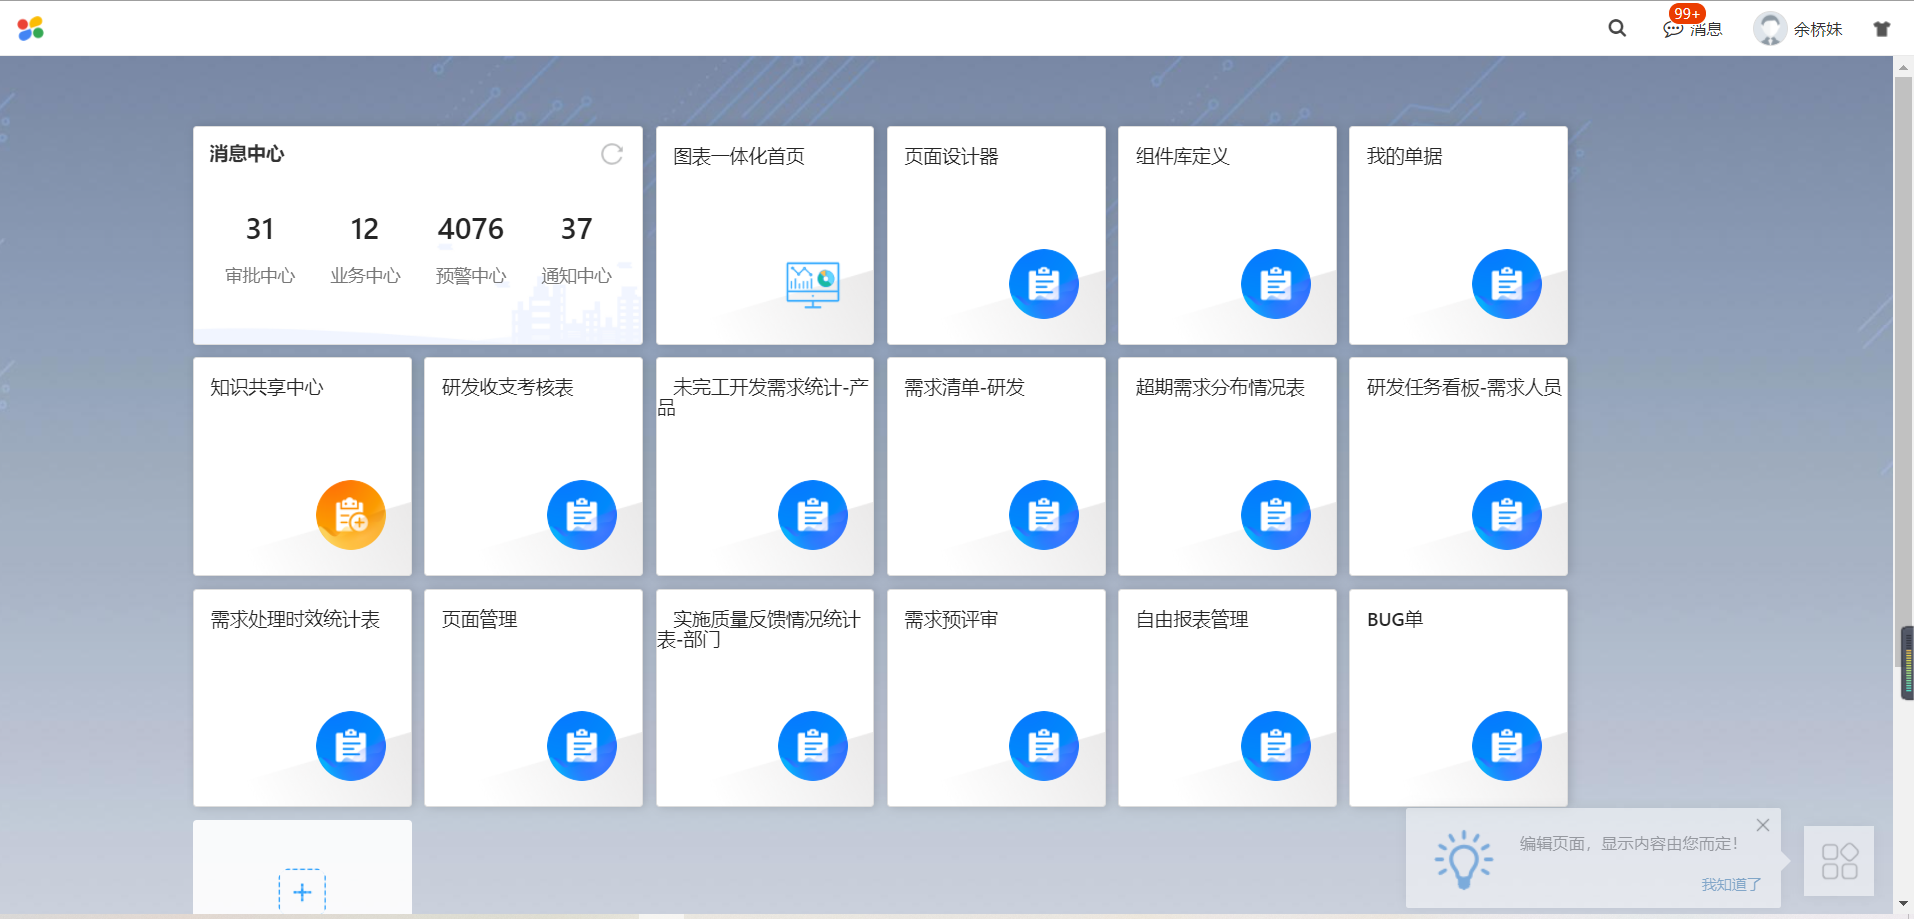 99+
消息
余桥妹
消息中心
31
12
4076
37
审批中心
业务中心
预警中心
通知中心
图表一体化首页
页面设计器
组件库定义
我的单据
知识共享中心
研发收支考核表
未完工开发需求统计-产
品
需求清单-研发
超期需求分布情况表
研发任务看板-需求人员
需求处理时效统计表
页面管理
实施质量反馈情况统计
表-部门
需求预评审
自由报表管理
BUG单
编辑页面，显示内容由您而定!
我知道了